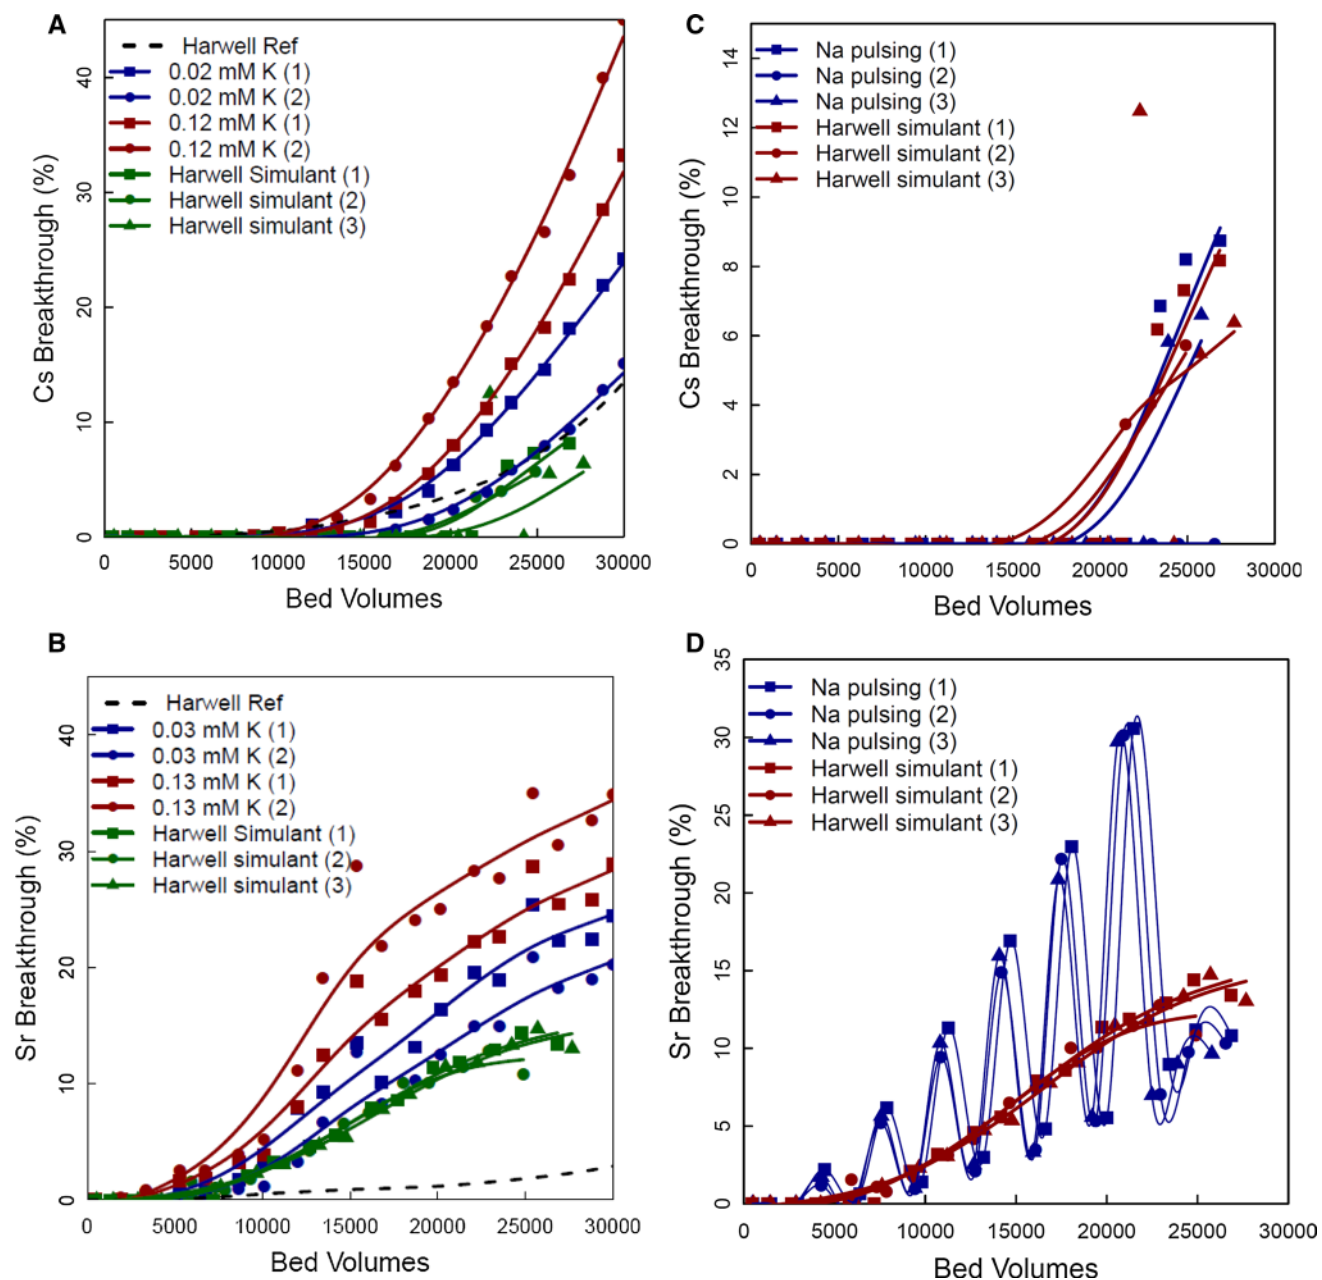 A
Harwell Ref
0.02 mM K (1)
0.02 mM K (2)
0.12 mM K (1)
0.12 mM K (2)
Harwell Simulant (1)
Harwell simulant (2)
Harwell simulant (3)
Cs Breakthrough (%)
40
30
20
10
0
0 5000 10000 15000 20000 25000 30000
Bed Volumes
C
Na pulsing (1)
Na pulsing (2)
Na pulsing (3)
Harwell simulant (1)
Harwell simulant (2)
Harwell simulant (3)
Cs Breakthrough (%)
14
12
10
8
6
4
2
0
0 5000 10000 15000 20000 25000 30000
Bed Volumes
B
Harwell Ref
0.03 mM K (1)
0.03 mM K (2)
0.13 mM K (1)
0.13 mM K (2)
Harwell Simulant (1)
Harwell simulant (2)
Harwell simulant (3)
Sr Breakthrough (%)
40
30
20
10
0
0 5000 10000 15000 20000 25000 30000
Bed Volumes
D
Na pulsing (1)
Na pulsing (2)
Na pulsing (3)
Harwell simulant (1)
Harwell simulant (2)
Harwell simulant (3)
Sr Breakthrough (%)
35
30
25
20
15
10
5
0
0 5000 10000 15000 20000 25000 30000
Bed Volumes